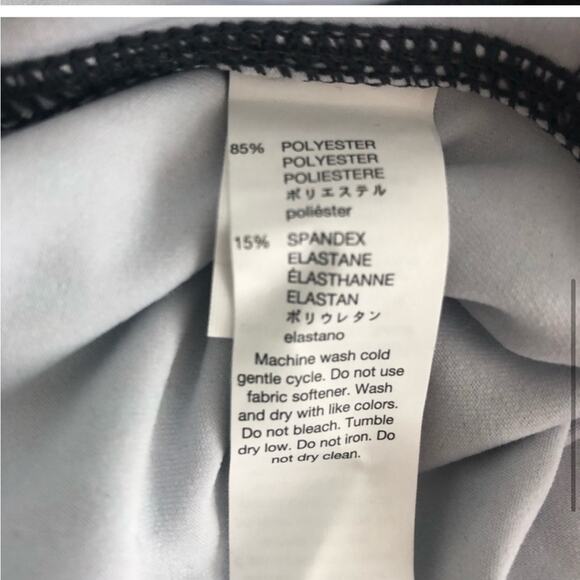 85% POLYESTER
POLYESTER
POLIESTERE
ポリエステル
poliéster
15% SPANDEX
ELASTANE
ÉLASTHANNE
ELASTAN
ポリウレタン
elastano
Machine wash cold
gentle cycle. Do not use
fabric softener. Wash
and dry with like colors.
Do not bleach. Tumble
dry low. Do not iron. Do
not dry clean.